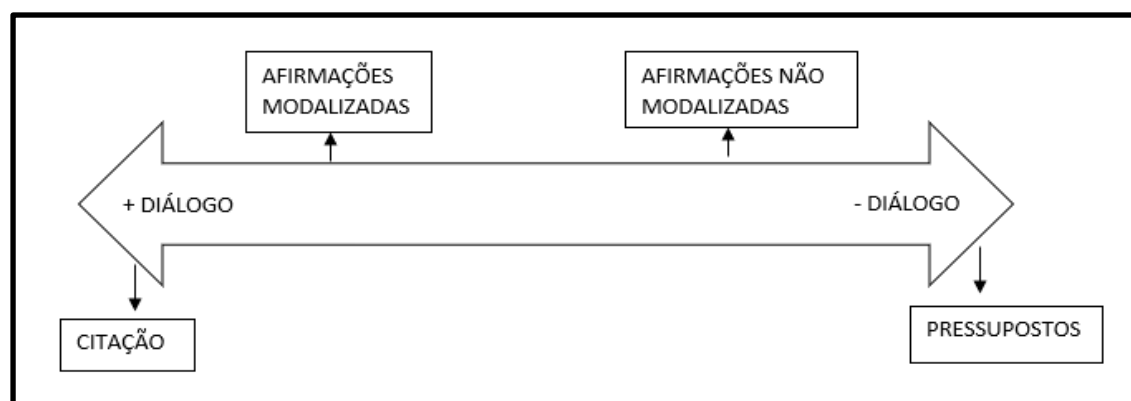 AFIRMAÇÕES
MODALIZADAS
AFIRMAÇÕES NÃO
MODALIZADAS
+ DIÁLOGO
- DIÁLOGO
CITAÇÃO
PRESSUPOSTOS